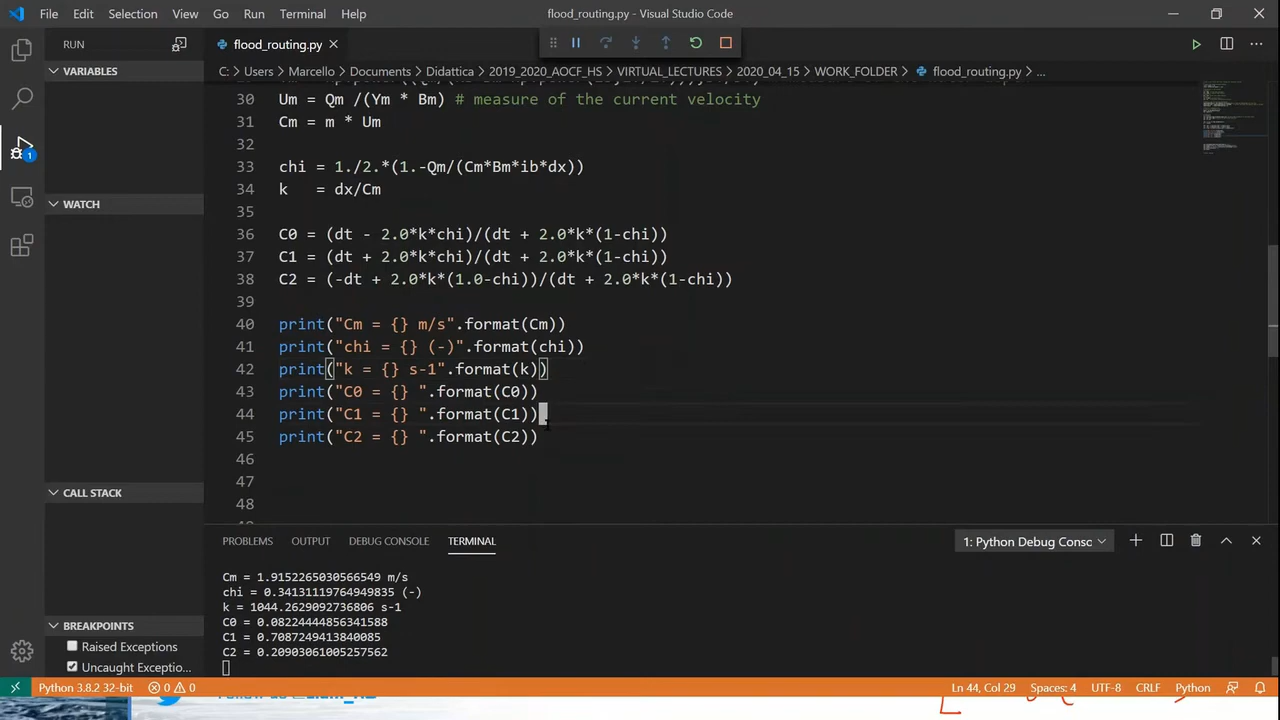 File Edit Selection View Go Run Terminal Help flood_routing.py - Visual Studio Code
RUN flood_routing.py
VARIABLES C: > Users > Marcello > Documents > Didattica > 2019_2020_AOCF_HS > VIRTUAL_LECTURES > 2020_04_15 > WORK_FOLDER > flood_routing.py > ...
30 Um = Qm /(Ym * Bm) # measure of the current velocity
31 Cm = m * Um
32
33 chi = 1./2.*(1.-Qm/(Cm*Bm*ib*dx))
34 k = dx/Cm
WATCH
35
36 C0 = (dt - 2.0*k*chi)/(dt + 2.0*k*(1-chi))
37 C1 = (dt + 2.0*k*chi)/(dt + 2.0*k*(1-chi))
38 C2 = (-dt + 2.0*k*(1.0-chi))/(dt + 2.0*k*(1-chi))
39
40 print("Cm = {} m/s".format(Cm))
41 print("chi = {} (-)".format(chi))
42 print("k = {} s-1".format(k))
43 print("C0 = {} ".format(C0))
44 print("C1 = {} ".format(C1))
45 print("C2 = {} ".format(C2))
46
47
CALL STACK
48
PROBLEMS OUTPUT DEBUG CONSOLE TERMINAL 1: Python Debug Consc
Cm = 1.9152265030566549 m/s
chi = 0.34131119764949835 (-)
k = 1044.2629092736806 s-1
C0 = 0.08224444856341588
C1 = 0.7087249413840085
C2 = 0.20903061005257562
BREAKPOINTS
Raised Exceptions
Uncaught Exceptio...
1
Python 3.8.2 32-bit 0 0 Ln 44, Col 29 Spaces: 4 UTF-8 CRLF Python